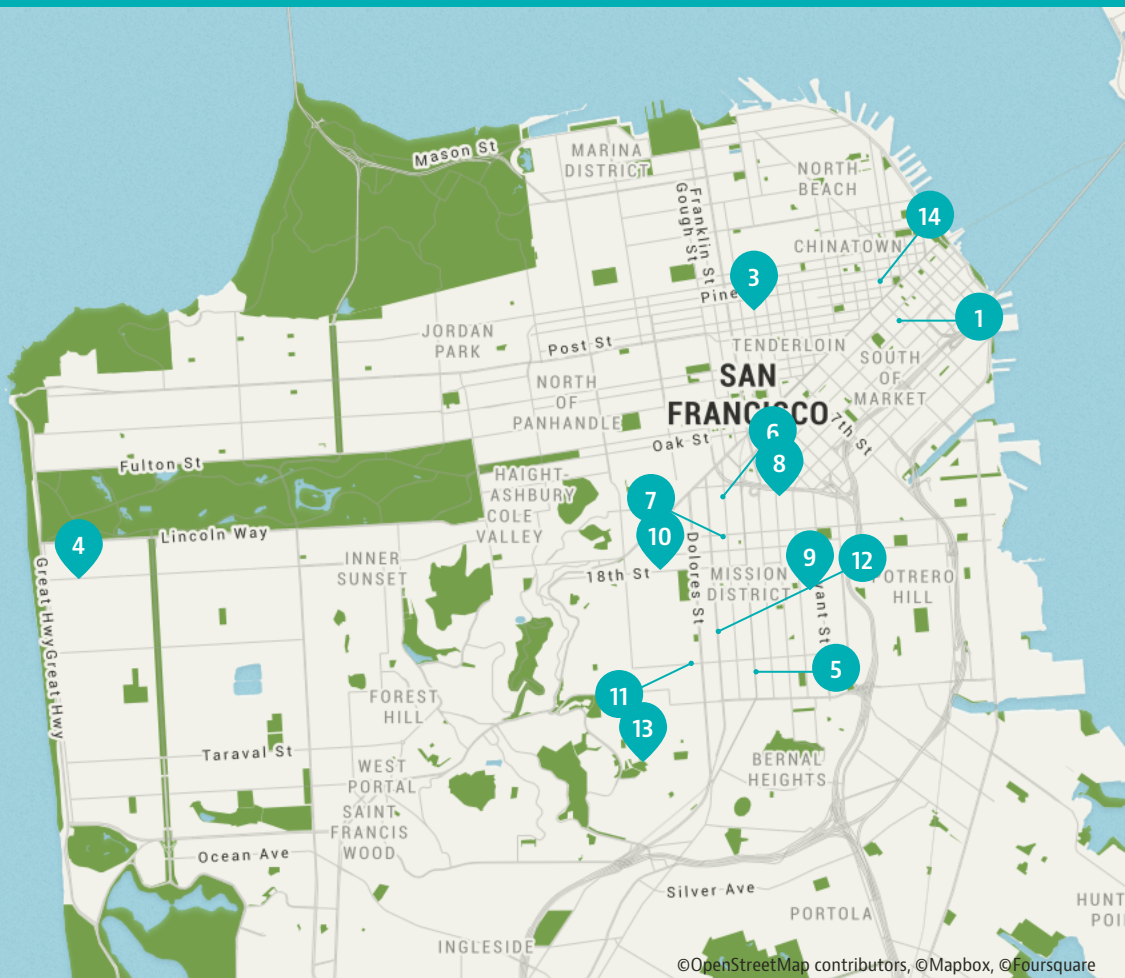 Mason St
MARINA
DISTRICT
NORTH
BEACH
Franklin St
Gough St
14
CHINATOWN
3
Pine
1
JORDAN
PARK
Post St
TENDERLOIN
SOUTH
OF
MARKET
SAN
FRANCISCO
NORTH
OF
PANHANDLE
7th St
6
Oak St
8
Fulton St
HAIGHT-
ASHBURY
COLE
VALLEY
7
10
4
Lincoln Way
INNER
SUNSET
18th St
Dolores St
MISSION
DISTRICT
9
12
POTRERO
HILL
Great Hwy
Great Hwy
5
11
13
FOREST
HILL
Taraval St
WEST
PORTAL
SAINT
FRANCIS
WOOD
BERNAL
HEIGHTS
Ocean Ave
Silver Ave
PORTOLA
INGLESIDE
©OpenStreetMap contributors, ©Mapbox, ©Foursquare